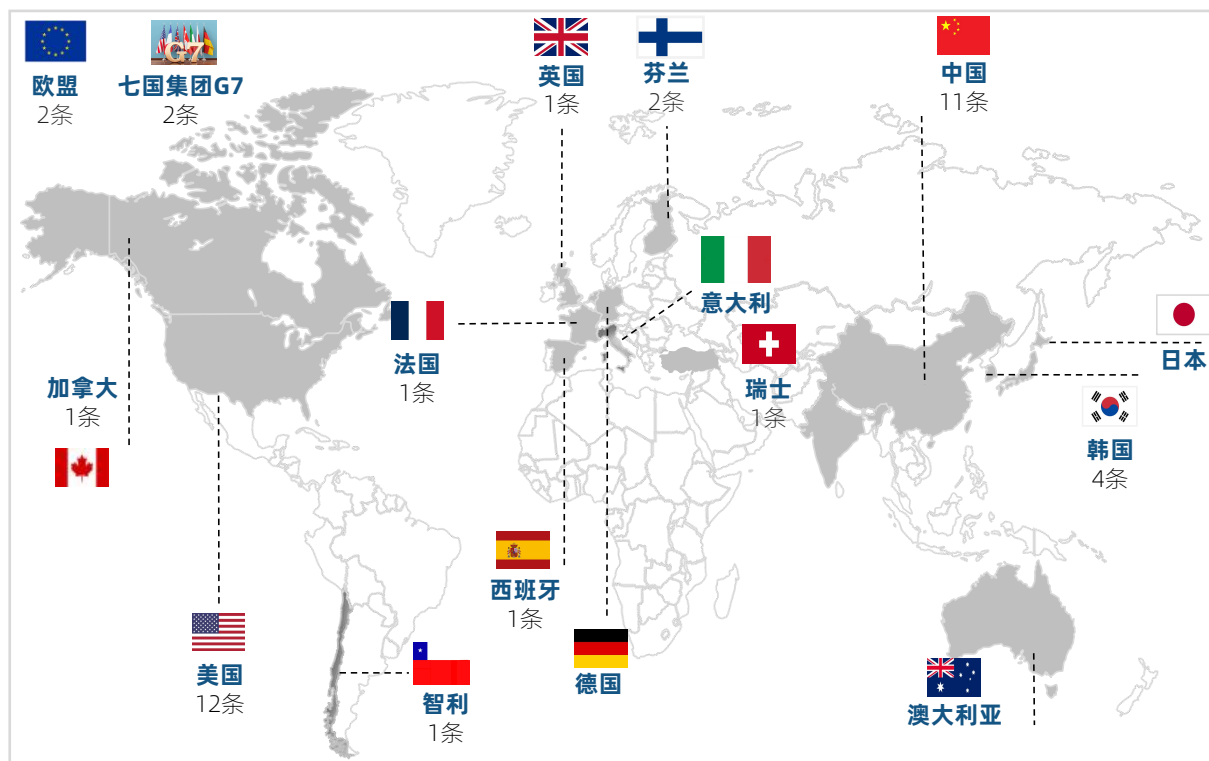 欧盟
2条
七国集团G7
2条
英国
1条
芬兰
2条
中国
11条
意大利
法国
1条
瑞士
1条
日本
加拿大
1条
韩国
4条
西班牙
1条
德国
美国
12条
智利
1条
澳大利亚